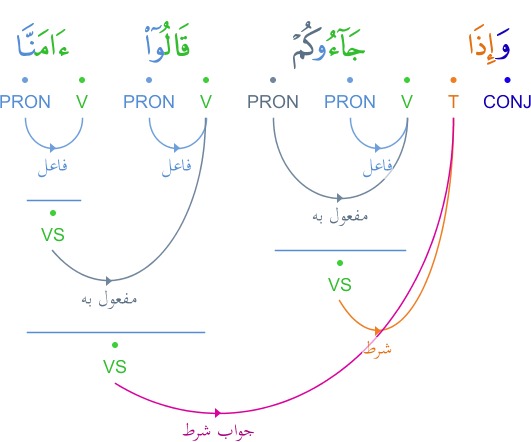 وَإِذَا جَآءُوكُمْ قَالُوٓا۟ ءَامَنَّا
CONJ T V PRON PRON V PRON V PRON
فاعل فاعل فاعل
مفعول به
VS
VS
مفعول به
شرط
VS
جواب شرط